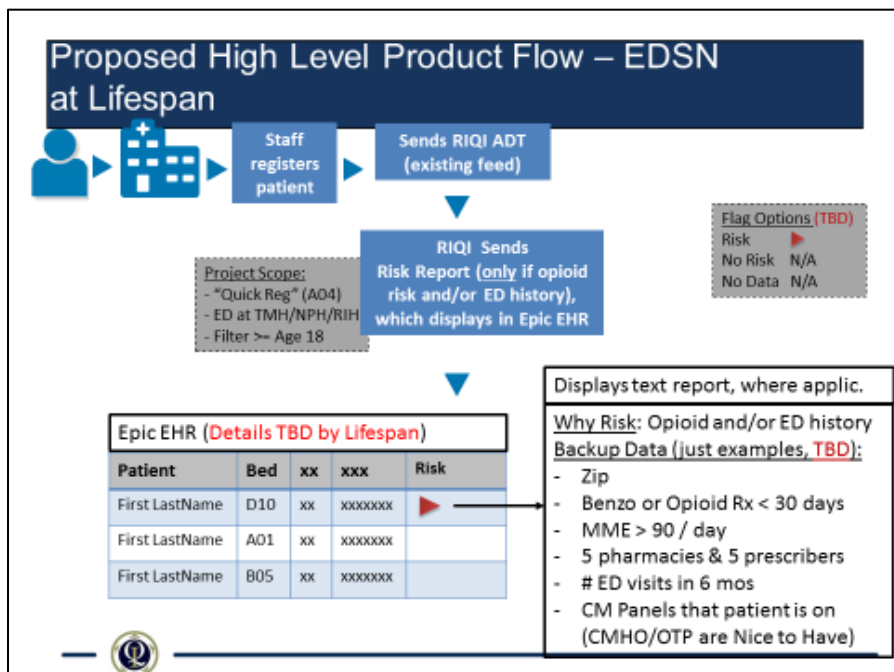 Proposed High Level Product Flow – EDSN
at Lifespan
Staff
registers
patient
Sends RIQI ADT
(existing feed)
Flag Options (TBD)
Risk
No Risk N/A
No Data N/A
RIQI Sends
Risk Report (only if opioid
risk and/or ED history),
which displays in Epic EHR
Project Scope:
- "Quick Reg" (A04)
- ED at TMH/NPH/RIH
- Filter >= Age 18
Displays text report, where applic.
Why Risk: Opioid and/or ED history
Backup Data (just examples, TBD):
- Zip
- Benzo or Opioid Rx < 30 days
- MME > 90 / day
- 5 pharmacies & 5 prescribers
- # ED visits in 6 mos
- CM Panels that patient is on
(CMHO/OTP are Nice to Have)
Epic EHR (Details TBD by Lifespan)
Patient Bed xx xxx Risk
First LastName D10 xx xxxxxxx
First LastName A01 xx xxxxxxx
First LastName B05 xx xxxxxxx